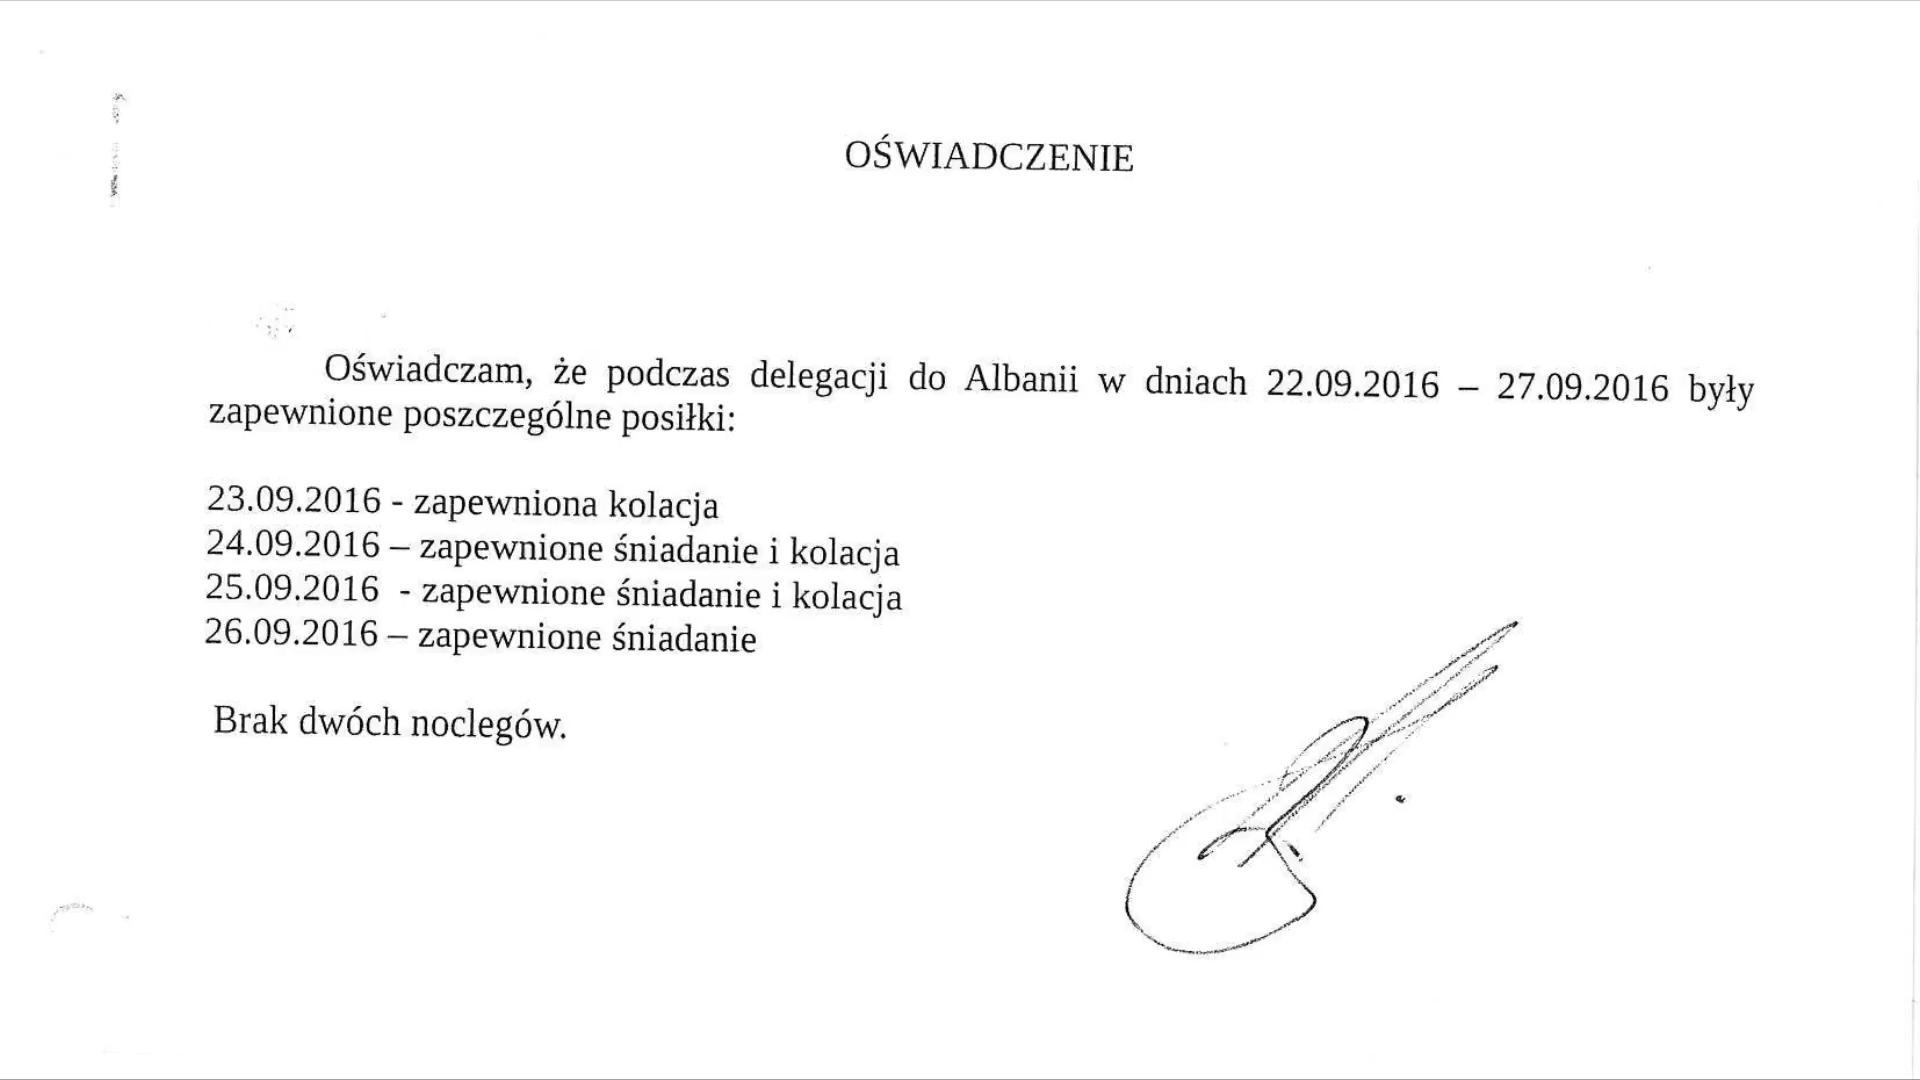 OŚWIADCZENIE
Oświadczam, że podczas delegacji do Albanii w dniach 22.09.2016 – 27.09.2016 były
zapewnione poszczególne posiłki:
23.09.2016 - zapewniona kolacja
24.09.2016 – zapewnione śniadanie i kolacja
25.09.2016  - zapewnione śniadanie i kolacja
26.09.2016 – zapewnione śniadanie
Brak dwóch noclegów.